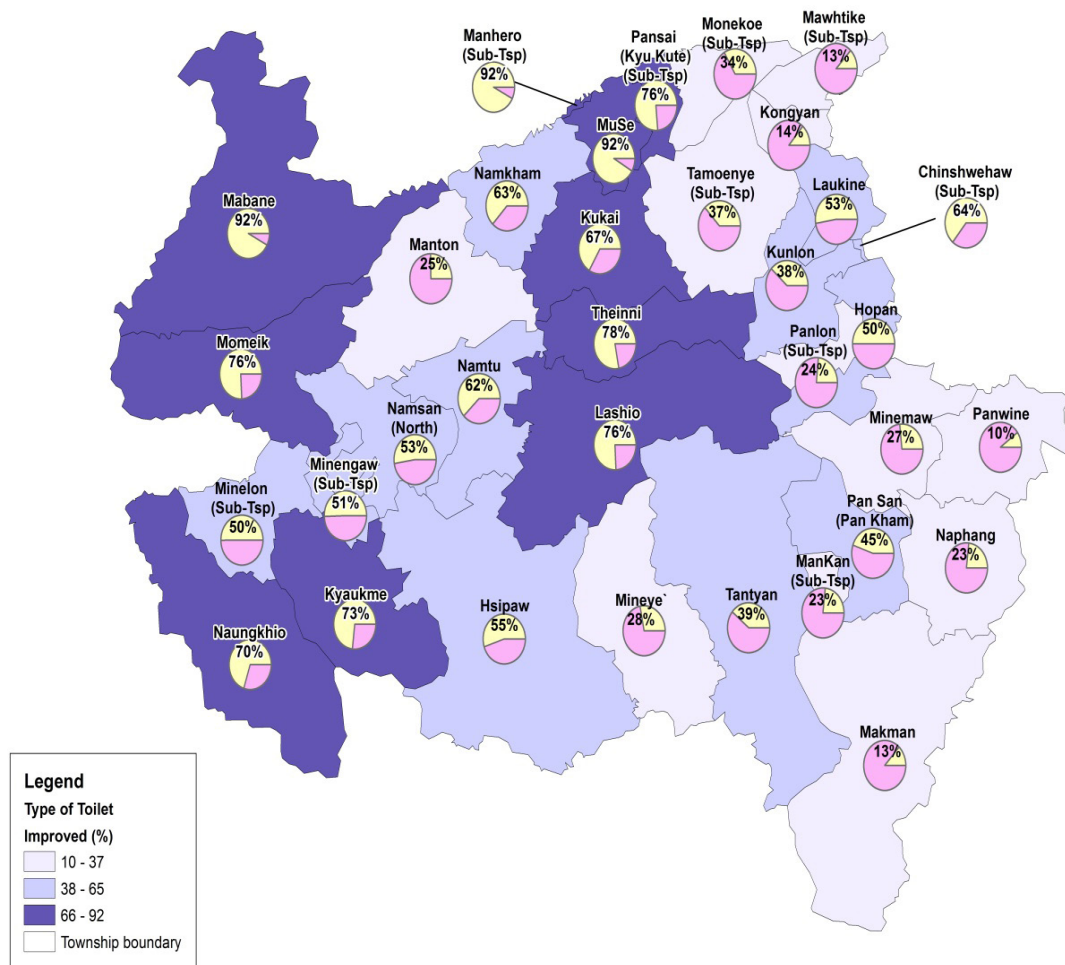 Manhero
(Sub-Tsp)
92%
Pansai
(Kyu Kute)
(Sub-Tsp)
76%
Monekoe
(Sub-Tsp)
34%
Mawhtike
(Sub-Tsp)
13%
MuSe
92%
Kongyan
14%
Namkham
63%
Tamoenye
(Sub-Tsp)
37%
Laukine
53%
Chinshwehaw
(Sub-Tsp)
64%
Mabane
92%
Manton
25%
Kukai
67%
Kunlon
38%
Theinni
78%
Hopan
50%
Panlon
(Sub-Tsp)
24%
Momeik
76%
Namtu
62%
Namsan
(North)
53%
Lashio
76%
Minemaw
27%
Panwine
10%
Minengaw
(Sub-Tsp)
51%
Minelon
(Sub-Tsp)
50%
Pan San
(Pan Kham)
45%
Naphang
23%
ManKan
(Sub-Tsp)
23%
Kyaukme
73%
Hsipaw
55%
Mineye`
28%
Tantyan
39%
Naungkhio
70%
Makman
13%
Legend
Type of Toilet
Improved (%)
10 - 37
38 - 65
66 - 92
Township boundary